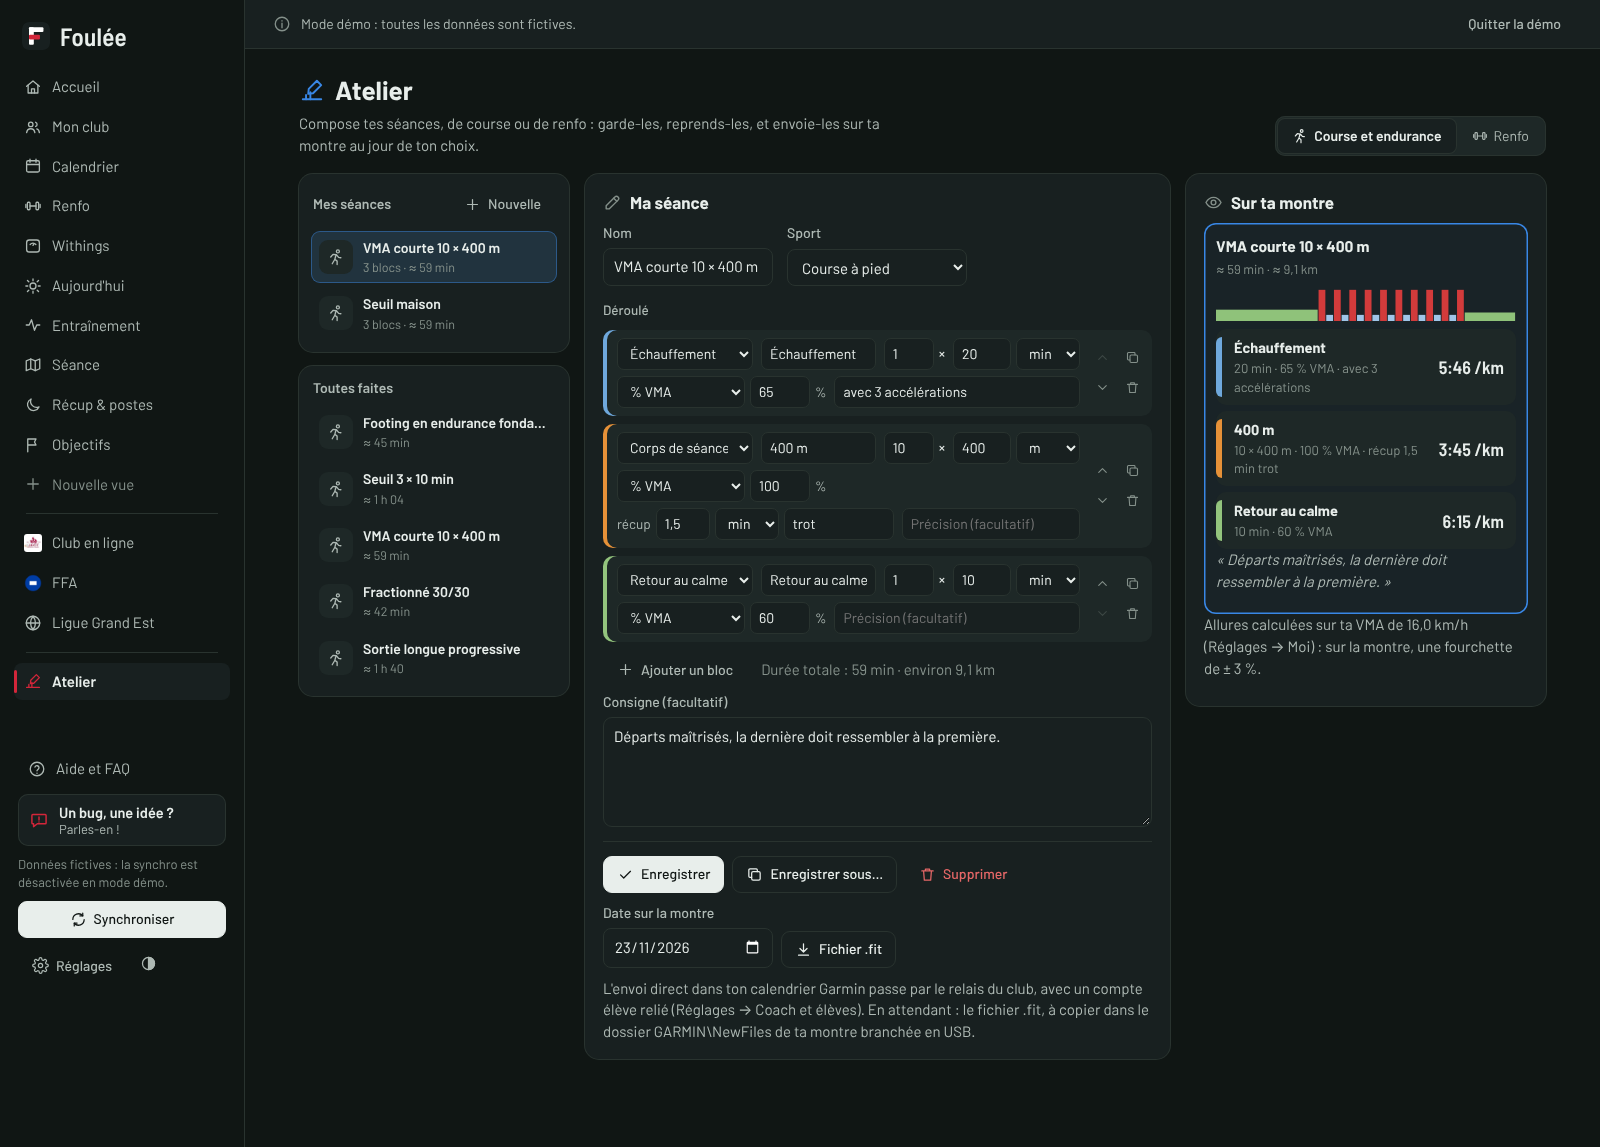 Foulée
Accueil
Mon club
Calendrier
Renfo
Withings
Aujourd'hui
Entraînement
Séance
Récup & postes
Objectifs
Nouvelle vue
Club en ligne
FFA
Ligue Grand Est
Atelier
Aide et FAQ
Un bug, une idée ?
Parles-en !
Données fictives : la synchro est
désactivée en mode démo.
Synchroniser
Réglages
Mode démo : toutes les données sont fictives.
Quitter la démo
Atelier
Compose tes séances, de course ou de renfo : garde-les, reprends-les, et envoie-les sur ta
montre au jour de ton choix.
Course et endurance
Renfo
Mes séances
Nouvelle
VMA courte 10 × 400 m
3 blocs · ≈ 59 min
Seuil maison
3 blocs · ≈ 59 min
Toutes faites
Footing en endurance fonda...
≈ 45 min
Seuil 3 × 10 min
≈ 1 h 04
VMA courte 10 × 400 m
≈ 59 min
Fractionné 30/30
≈ 42 min
Sortie longue progressive
≈ 1 h 40
Ma séance
Nom
Sport
VMA courte 10 × 400 m
Course à pied
Déroulé
Échauffement
Échauffement
1 × 20 min
% VMA
65 %
avec 3 accélérations
Corps de séance
400 m
10 × 400 m
% VMA
100 %
récup 1,5 min trot
Précision (facultatif)
Retour au calme
Retour au calme
1 × 10 min
% VMA
60 %
Précision (facultatif)
Ajouter un bloc
Durée totale : 59 min · environ 9,1 km
Consigne (facultatif)
Départs maîtrisés, la dernière doit ressembler à la première.
Enregistrer
Enregistrer sous...
Supprimer
Date sur la montre
23/11/2026
Fichier .fit
L'envoi direct dans ton calendrier Garmin passe par le relais du club, avec un compte
élève relié (Réglages → Coach et élèves). En attendant : le fichier .fit, à copier dans le
dossier GARMIN\NewFiles de ta montre branchée en USB.
Sur ta montre
VMA courte 10 × 400 m
≈ 59 min · ≈ 9,1 km
Échauffement
20 min · 65 % VMA · avec 3
accélérations
5:46 /km
400 m
10 × 400 m · 100 % VMA · récup 1,5
min trot
3:45 /km
Retour au calme
10 min · 60 % VMA
6:15 /km
« Départs maîtrisés, la dernière doit
ressembler à la première. »
Allures calculées sur ta VMA de 16,0 km/h
(Réglages → Moi) : sur la montre, une fourchette
de ± 3 %.